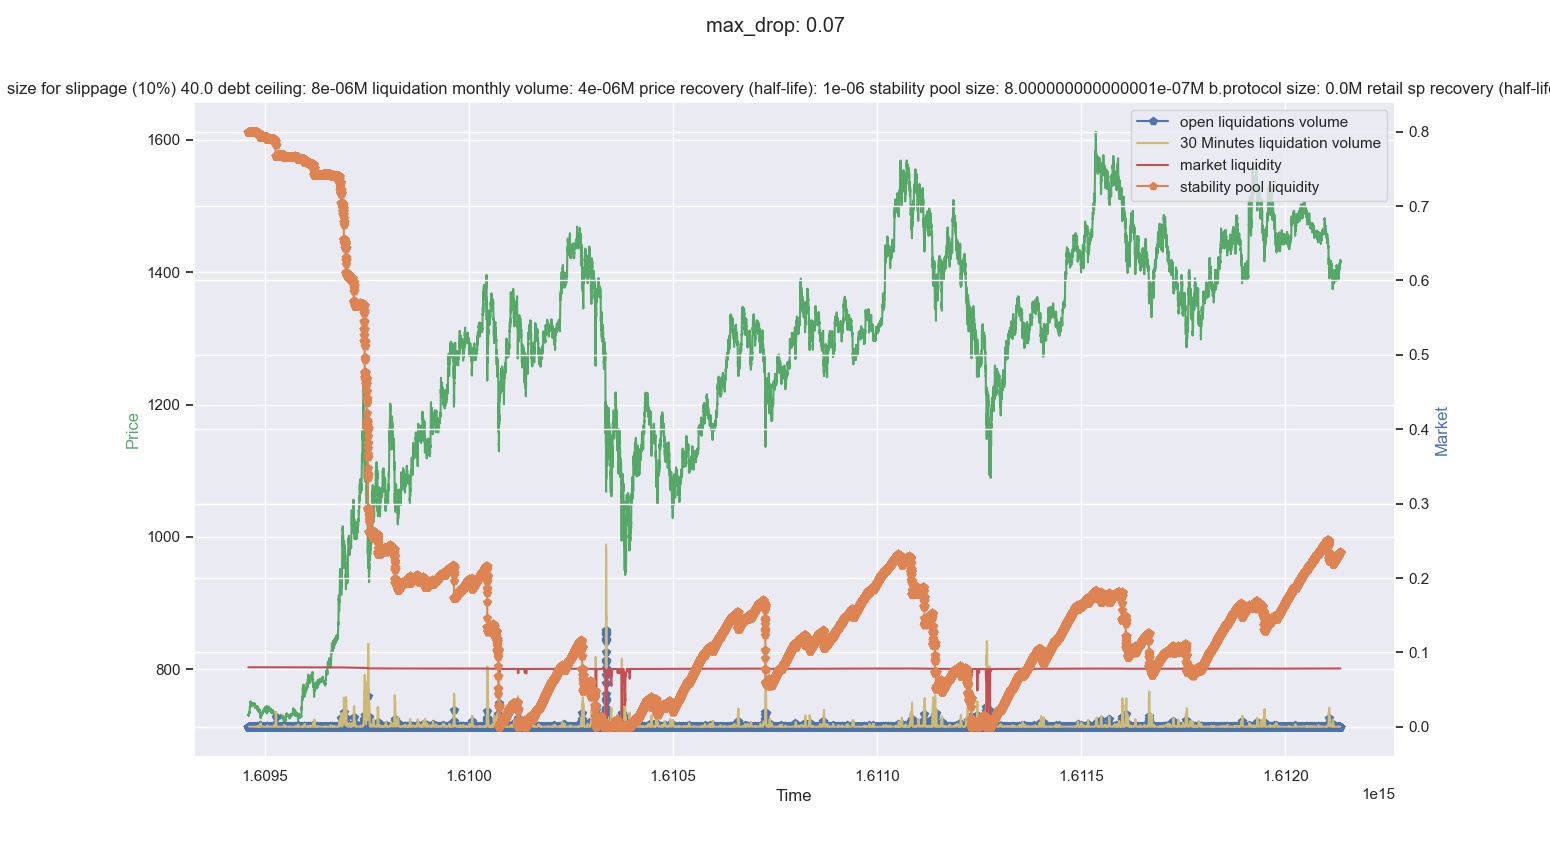 max_drop: 0.07
size for slippage (10%) 40.0 debt ceiling: 8e-06M liquidation monthly volume: 4e-06M price recovery (half-life): 1e-06 stability pool size: 8.000000000000001e-07M b.protocol size: 0.0M retail sp recovery
open liquidations volume
30 Minutes liquidation volume
market liquidity
stability pool liquidity
1600
1400
1200
1000
800
Price
0.8
0.7
0.6
0.5
0.4
0.3
0.2
0.1
0.0
Market
1.6095 1.6100 1.6105 1.6110 1.6115 1.6120
Time
1e15